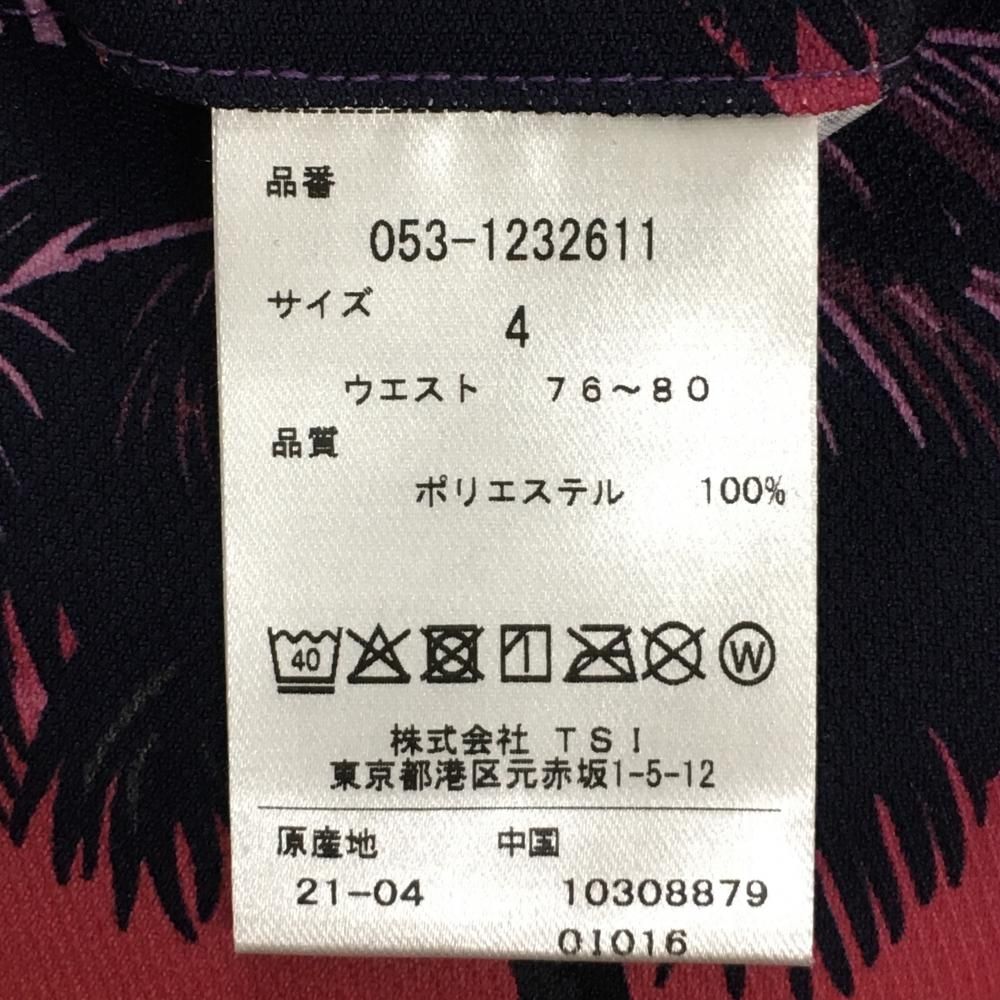 品番
053-1232611
サイズ
4
ウエスト 76～80
品質
ポリエステル 100%
40 W
株式会社 TSI
東京都港区元赤坂1-5-12
原産地 中国
21-04 10308879
01016